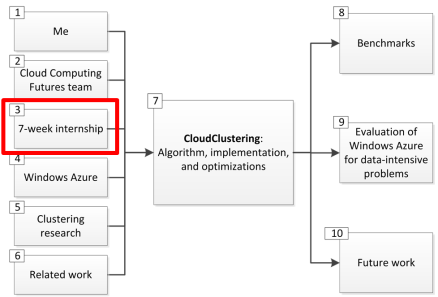 1
Me
2
Cloud Computing
Futures team
3
7-week internship
4
Windows Azure
5
Clustering
research
6
Related work
7
CloudClustering:
Algorithm, implementation,
and optimizations
8
Benchmarks
9
Evaluation of
Windows Azure
for data-intensive
problems
10
Future work